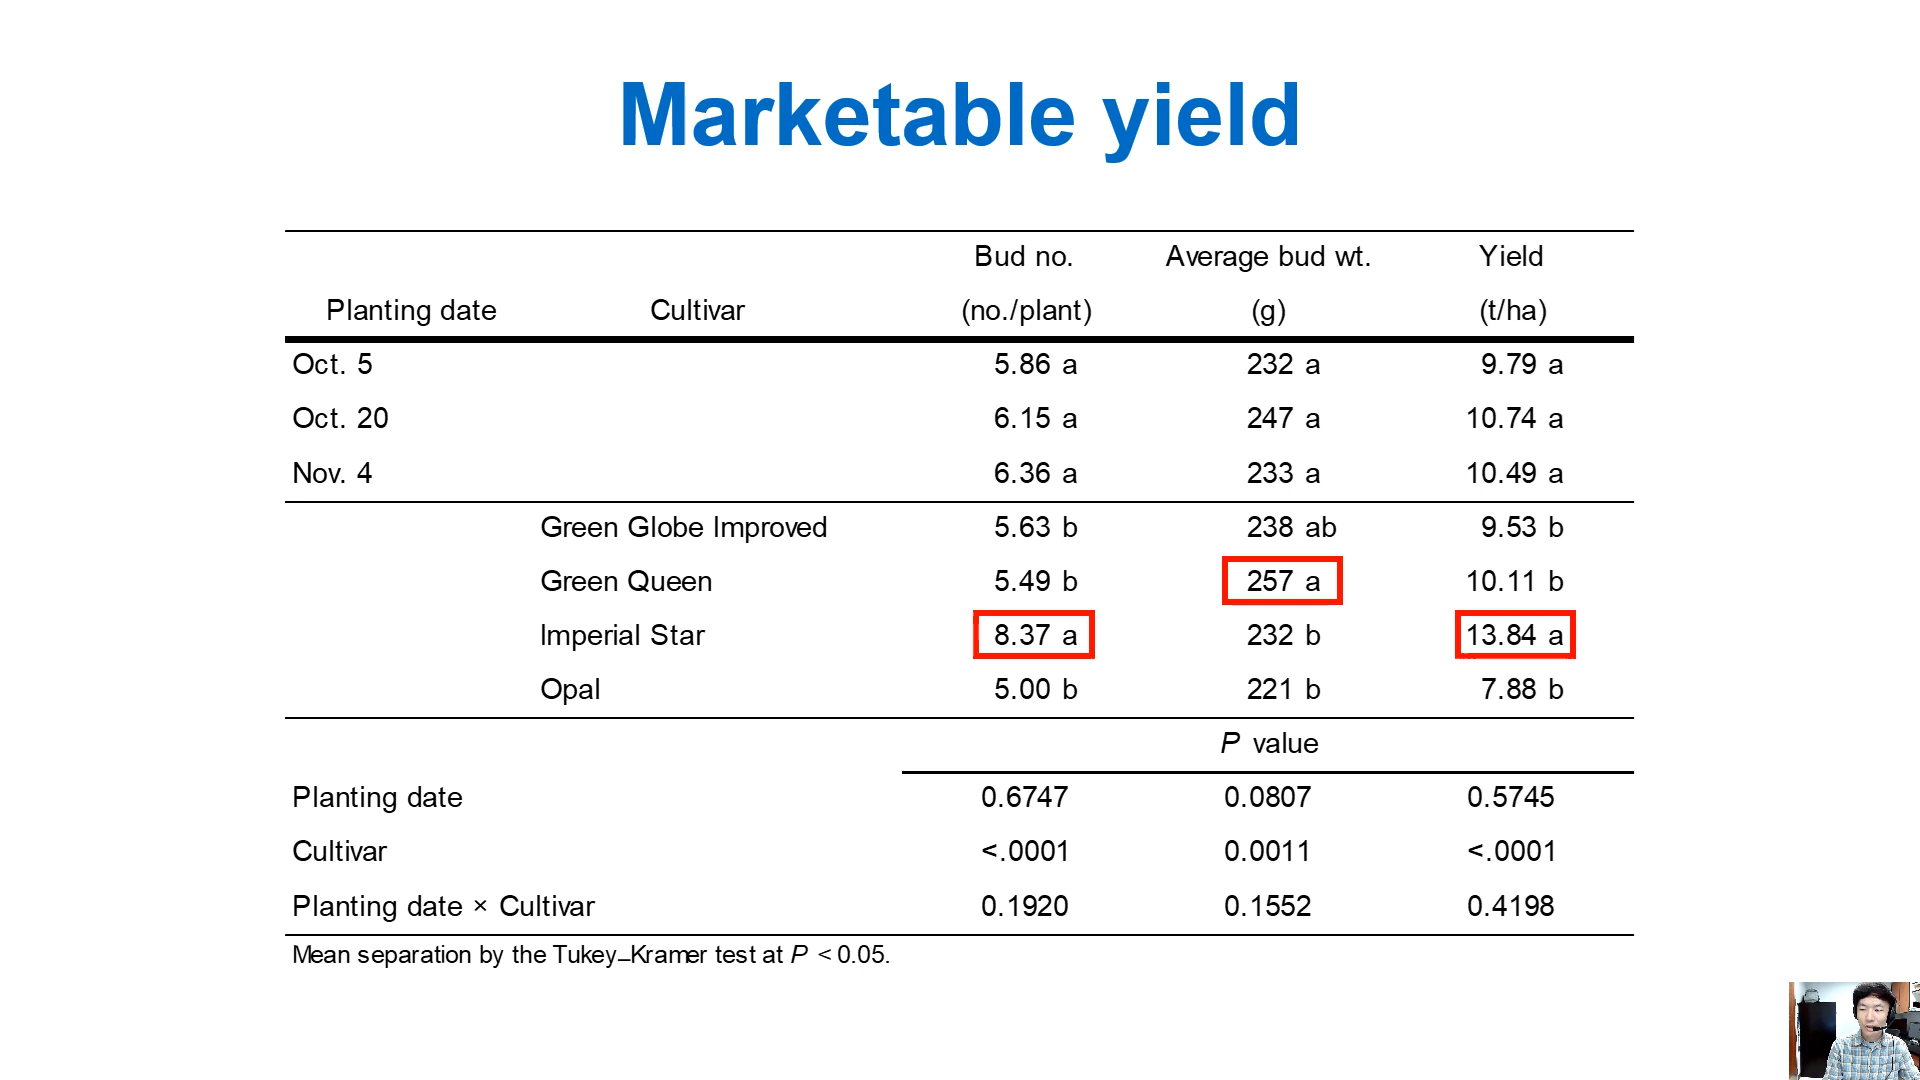 Marketable yield
Bud no. Average bud wt. Yield
Planting date Cultivar (no./plant) (g) (t/ha)
Oct. 5 5.86 a 232 a 9.79 a
Oct. 20 6.15 a 247 a 10.74 a
Nov. 4 6.36 a 233 a 10.49 a
Green Globe Improved 5.63 b 238 ab 9.53 b
Green Queen 5.49 b 257 a 10.11 b
Imperial Star 8.37 a 232 b 13.84 a
Opal 5.00 b 221 b 7.88 b
P value
Planting date 0.6747 0.0807 0.5745
Cultivar <.0001 0.0011 <.0001
Planting date × Cultivar 0.1920 0.1552 0.4198
Mean separation by the Tukey–Kramer test at P < 0.05.